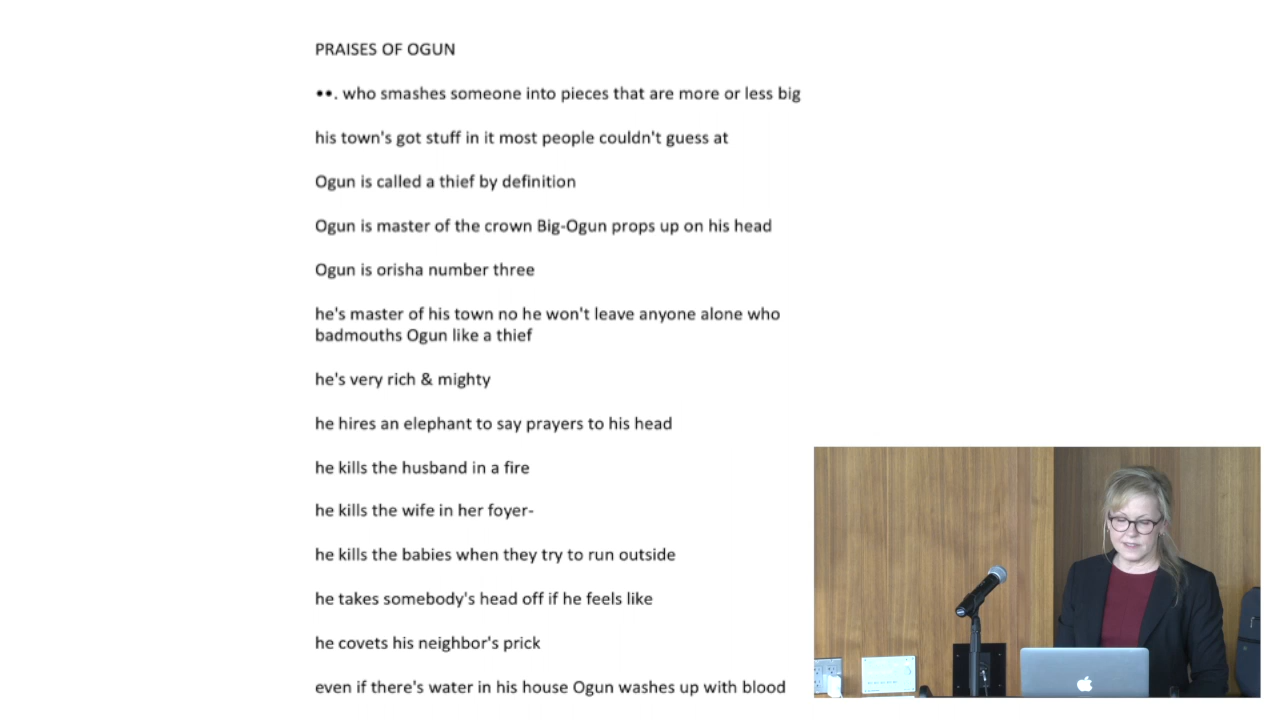 PRAISES OF OGUN
••. who smashes someone into pieces that are more or less big
his town's got stuff in it most people couldn't guess at
Ogun is called a thief by definition
Ogun is master of the crown Big-Ogun props up on his head
Ogun is orisha number three
he's master of his town no he won't leave anyone alone who
badmouths Ogun like a thief
he's very rich & mighty
he hires an elephant to say prayers to his head
he kills the husband in a fire
he kills the wife in her foyer-
he kills the babies when they try to run outside
he takes somebody's head off if he feels like
he covets his neighbor's prick
even if there's water in his house Ogun washes up with blood